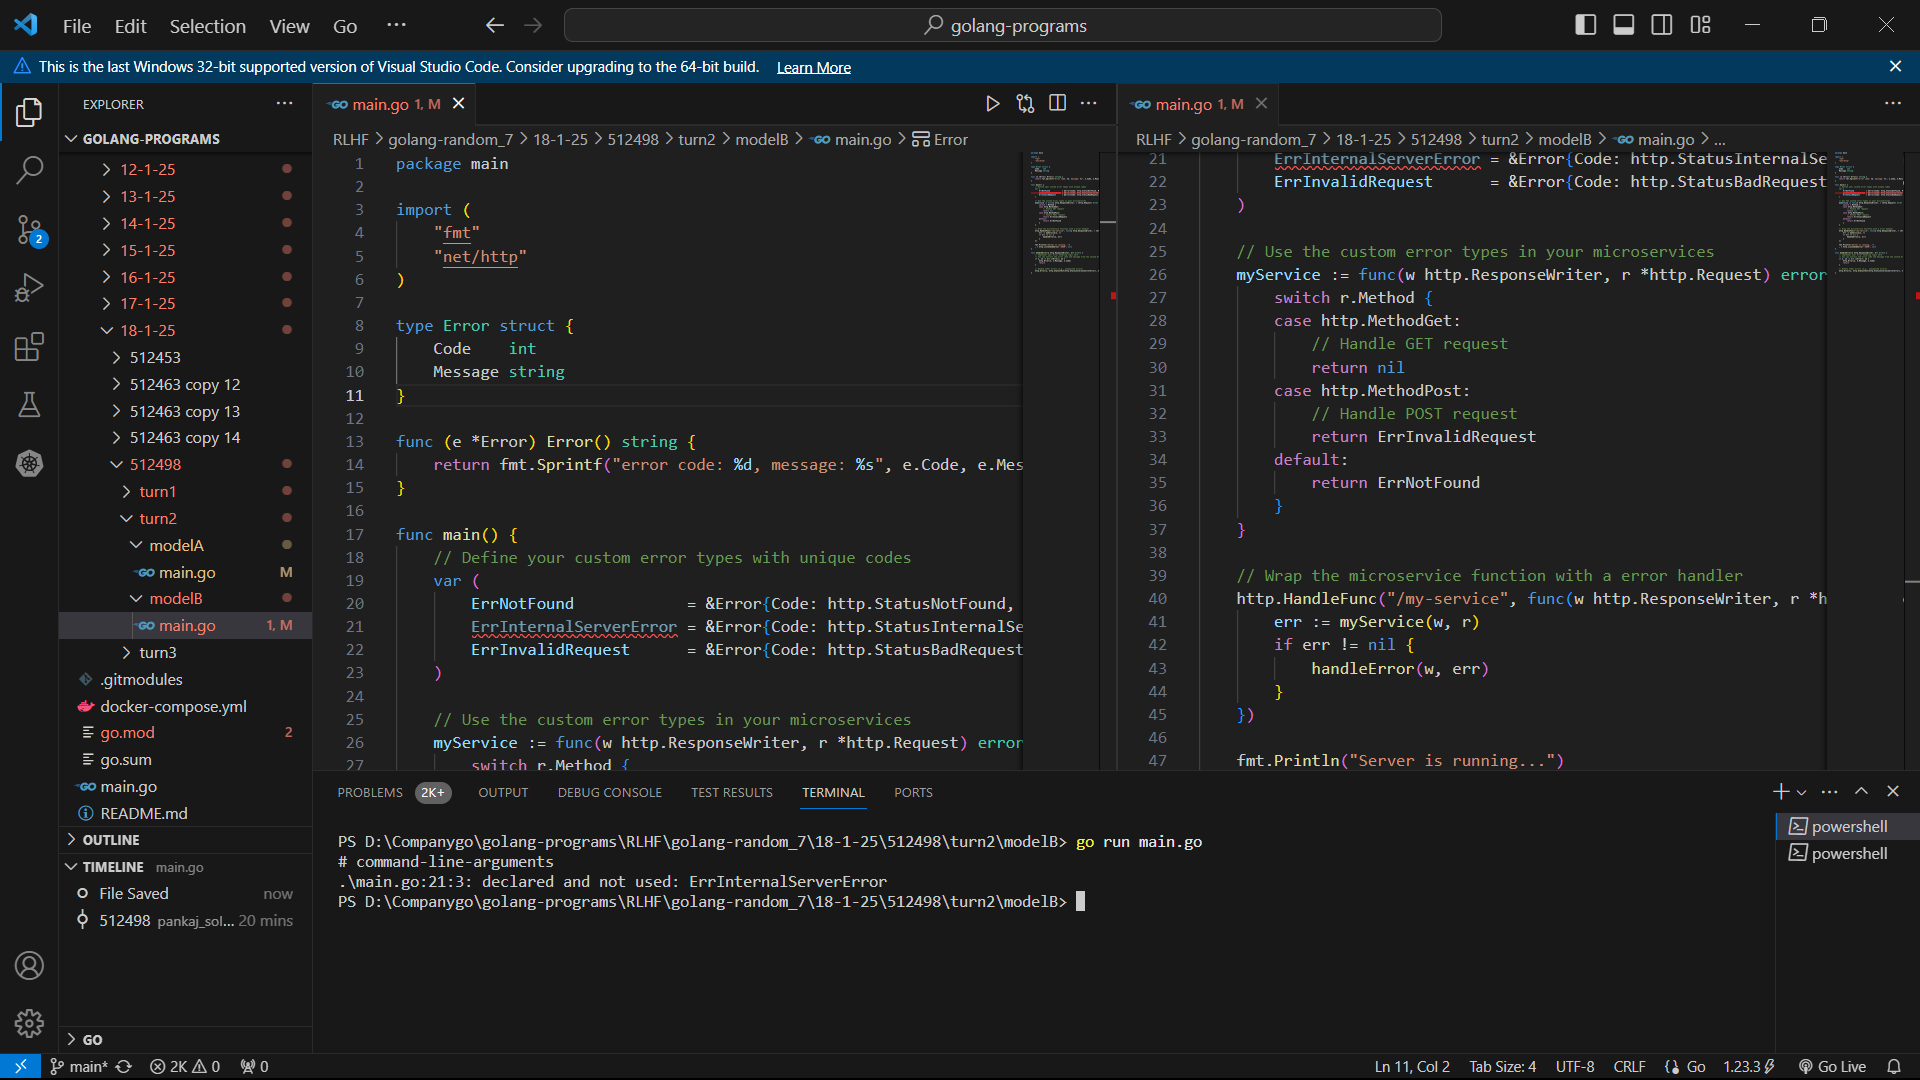 File Edit Selection View Go ··· golang-programs
This is the last Windows 32-bit supported version of Visual Studio Code. Consider upgrading to the 64-bit build. Learn More
EXPLORER ···
GOLANG-PROGRAMS
12-1-25
13-1-25
14-1-25
15-1-25
16-1-25
17-1-25
18-1-25
512453
512463 copy 12
512463 copy 13
512463 copy 14
512498
turn1
turn2
modelA
GO main.go M
modelB
GO main.go 1, M
turn3
.gitmodules
docker-compose.yml
go.mod 2
go.sum
GO main.go
README.md
OUTLINE
TIMELINE main.go
File Saved now
512498 pankaj_sol... 20 mins
GO
GO main.go 1, M
RLHF > golang-random_7 > 18-1-25 > 512498 > turn2 > modelB > GO main.go > Error
1 package main
2
3 import (
4 "fmt"
5 "net/http"
6 )
7
8 type Error struct {
9 Code    int
10 Message string
11 }
12
13 func (e *Error) Error() string {
14 return fmt.Sprintf("error code: %d, message: %s", e.Code, e.Mes
15 }
16
17 func main() {
18 // Define your custom error types with unique codes
19 var (
20 ErrNotFound            = &Error{Code: http.StatusNotFound,
21 ErrInternalServerError = &Error{Code: http.StatusInternalSe
22 ErrInvalidRequest      = &Error{Code: http.StatusBadRequest
23 )
24
25 // Use the custom error types in your microservices
26 myService := func(w http.ResponseWriter, r *http.Request) error
27 switch r.Method {
GO main.go 1, M
RLHF > golang-random_7 > 18-1-25 > 512498 > turn2 > modelB > GO main.go > ...
21 ErrInternalServerError = &Error{Code: http.StatusInternalSe
22 ErrInvalidRequest      = &Error{Code: http.StatusBadRequest
23 )
24
25 // Use the custom error types in your microservices
26 myService := func(w http.ResponseWriter, r *http.Request) error
27 switch r.Method {
28 case http.MethodGet:
29 // Handle GET request
30 return nil
31 case http.MethodPost:
32 // Handle POST request
33 return ErrInvalidRequest
34 default:
35 return ErrNotFound
36 }
37 }
38
39 // Wrap the microservice function with a error handler
40 http.HandleFunc("/my-service", func(w http.ResponseWriter, r *h
41 err := myService(w, r)
42 if err != nil {
43 handleError(w, err)
44 }
45 })
46
47 fmt.Println("Server is running...")
PROBLEMS 2K+ OUTPUT DEBUG CONSOLE TEST RESULTS TERMINAL PORTS
PS D:\Companygo\golang-programs\RLHF\golang-random_7\18-1-25\512498\turn2\modelB> go run main.go
# command-line-arguments
.\main.go:21:3: declared and not used: ErrInternalServerError
PS D:\Companygo\golang-programs\RLHF\golang-random_7\18-1-25\512498\turn2\modelB>
powershell
powershell
main* 2K 0 0 Ln 11, Col 2 Tab Size: 4 UTF-8 CRLF Go 1.23.3 Go Live